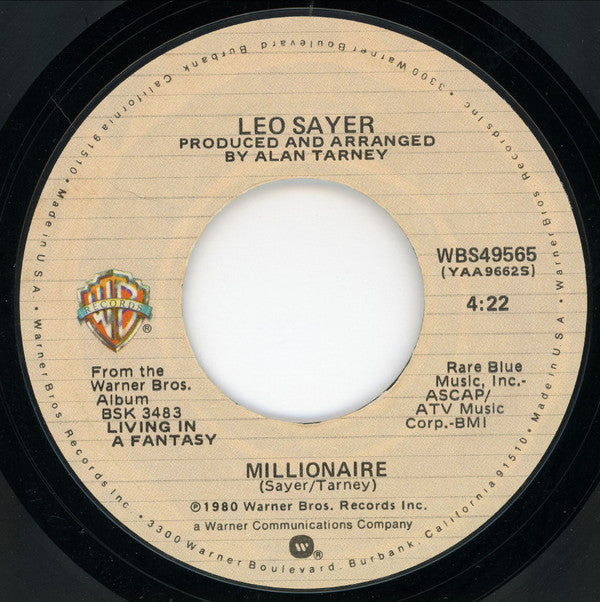 • 3300 Warner Boulevard Burbank, California 91510 • Made in U.S.A. • Warner Bros Records Inc. • 3300 Warner Boulevard, Burbank, California 91510 • Made in U.S.A. • Warner Bros Records Inc.
LEO SAYER
PRODUCED AND ARRANGED
BY ALAN TARNEY
WBS49565
(YAA9662S)
4:22
WB
RECORDS
®
From the
Warner Bros.
Album
BSK 3483
LIVING IN
A FANTASY
Rare Blue
Music, Inc.-
ASCAP/
ATV Music
Corp.-BMI
MILLIONAIRE
(Sayer/Tarney)
℗1980 Warner Bros. Records Inc.
a Warner Communications Company
W®